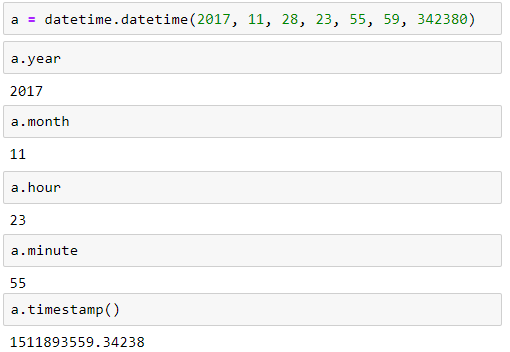 a = datetime.datetime(2017, 11, 28, 23, 55, 59, 342380)
a.year
2017
a.month
11
a.hour
23
a.minute
55
a.timestamp()
1511893559.34238